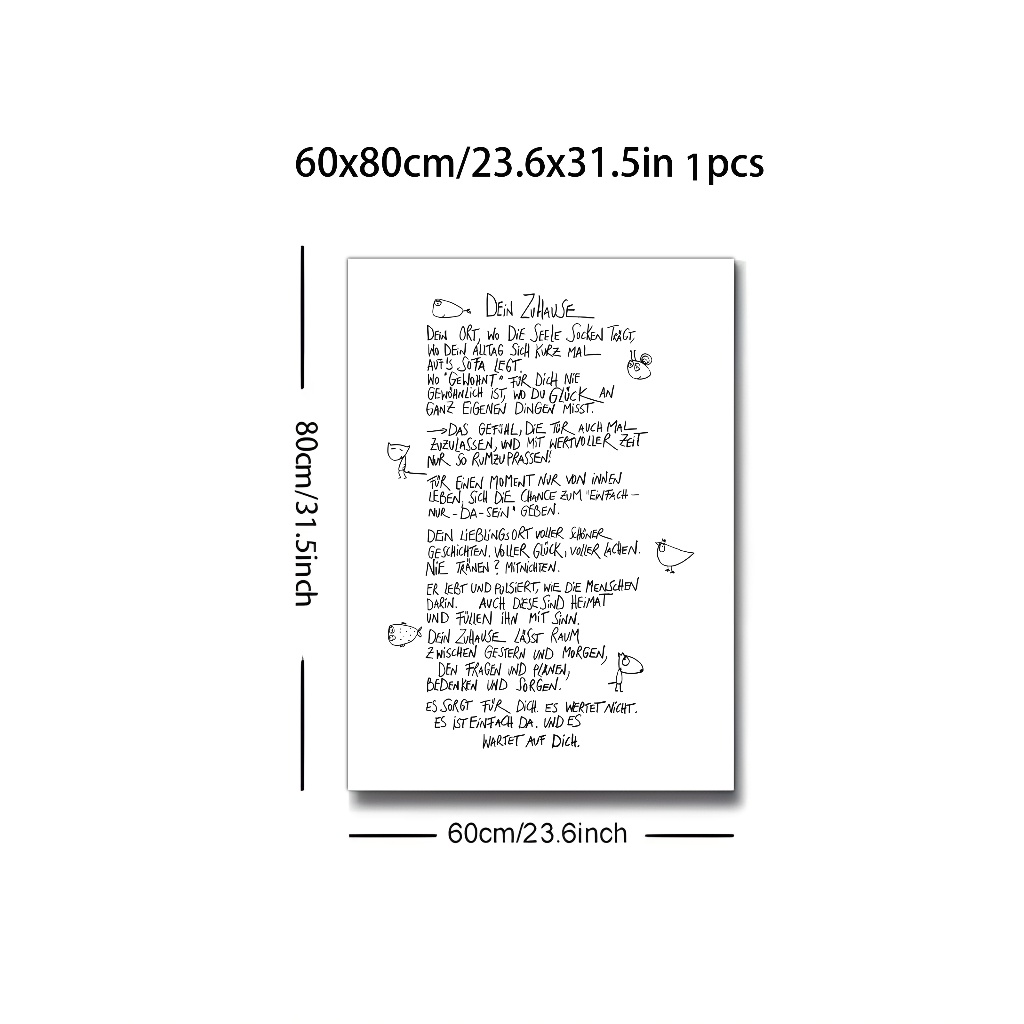 60x80cm/23.6x31.5in 1pcs
DEIN ZUHAUSE
DEIN ORT, WO DIE SEELE SOCKEN TRÄGT,
WO DEIN ALLTAG SICH KURZ MAL
AUF'S SOFA LEGT.
WO "GEWOHNT" FÜR DICH NIE
GEWÖHNLICH IST, WO DU GLÜCK AN
GANZ EIGENEN DINGEN MISST.
→DAS GEFÜHL, DIE TÜR AUCH MAL
ZUZULASSEN, UND MIT WERTVOLLER ZEIT
NUR SO RUMZUPRASSEN!
FÜR EINEN MOMENT NUR VON INNEN
LEBEN, SICH DIE CHANCE ZUM "EINFACH-
NUR-DA-SEIN" GEBEN.
DEIN LIEBLINGSORT VOLLER SCHÖNER
GESCHICHTEN, VOLLER GLÜCK, VOLLER LACHEN.
NIE TRÄNEN? MITNICHTEN.
ER LEBT UND PULSIERT, WIE DIE MENSCHEN
DARIN. AUCH DIESE SIND HEIMAT
UND FÜLLEN IHN MIT SINN.
DEIN ZUHAUSE LÄSST RAUM
ZWISCHEN GESTERN UND MORGEN,
DEN FRAGEN UND PLÄNEN,
BEDENKEN UND SORGEN.
ES SORGT FÜR DICH. ES WERTET NICHT.
ES IST EINFACH DA. UND ES
WARTET AUF DICH.
80cm/31.5inch
60cm/23.6inch